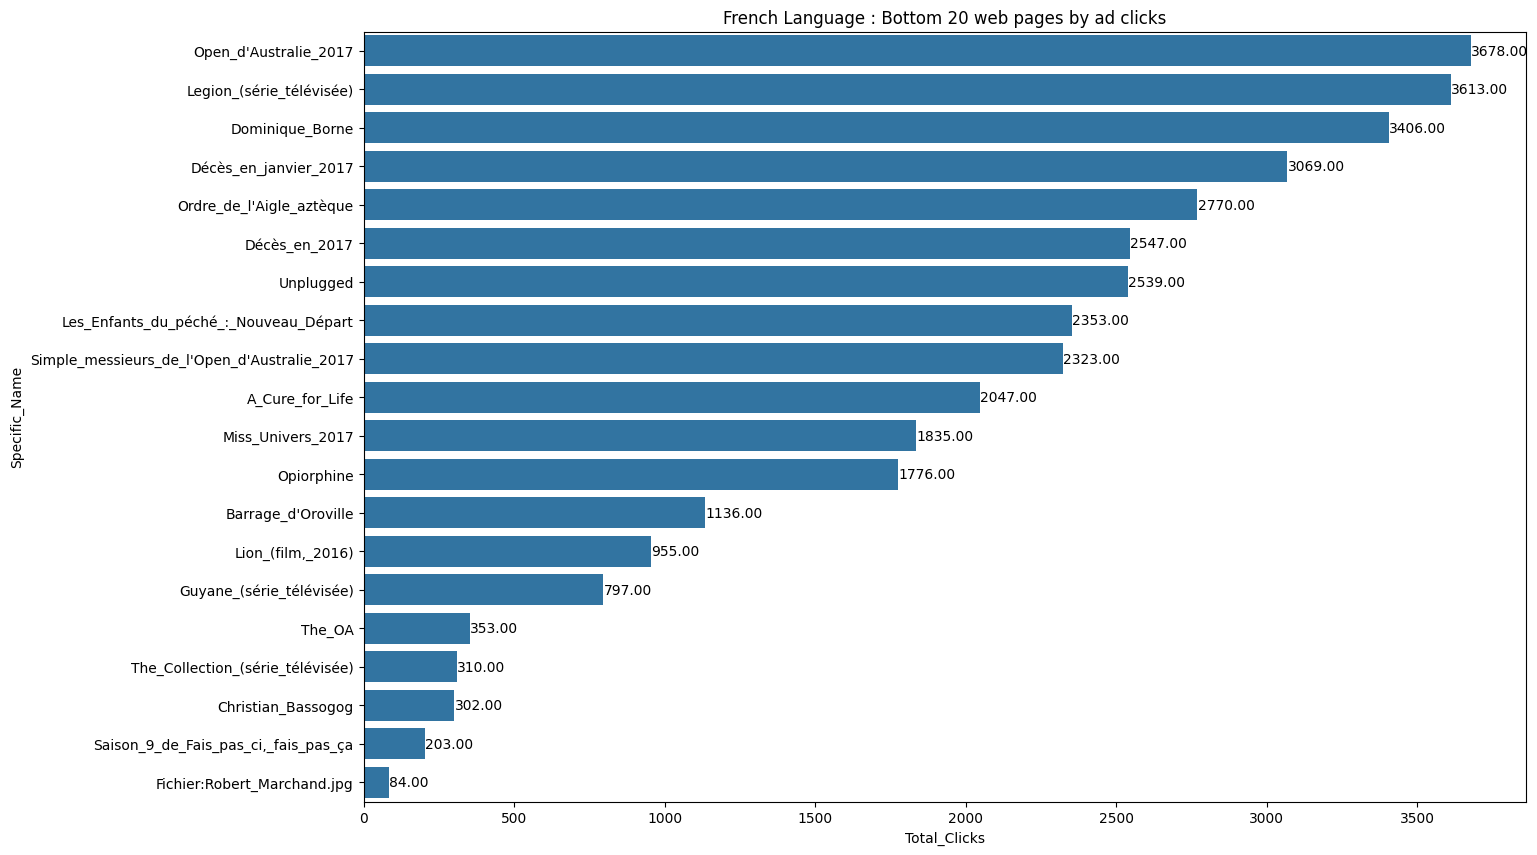 French Language : Bottom 20 web pages by ad clicks
Specific_Name
Open_d'Australie_2017 3678.00
Legion_(série_télévisée) 3613.00
Dominique_Borne 3406.00
Décès_en_janvier_2017 3069.00
Ordre_de_l'Aigle_aztèque 2770.00
Décès_en_2017 2547.00
Unplugged 2539.00
Les_Enfants_du_péché_:_Nouveau_Départ 2353.00
Simple_messieurs_de_l'Open_d'Australie_2017 2323.00
A_Cure_for_Life 2047.00
Miss_Univers_2017 1835.00
Opiorphine 1776.00
Barrage_d'Oroville 1136.00
Lion_(film,_2016) 955.00
Guyane_(série_télévisée) 797.00
The_OA 353.00
The_Collection_(série_télévisée) 310.00
Christian_Bassogog 302.00
Saison_9_de_Fais_pas_ci,_fais_pas_ça 203.00
Fichier:Robert_Marchand.jpg 84.00
0 500 1000 1500 2000 2500 3000 3500
Total_Clicks